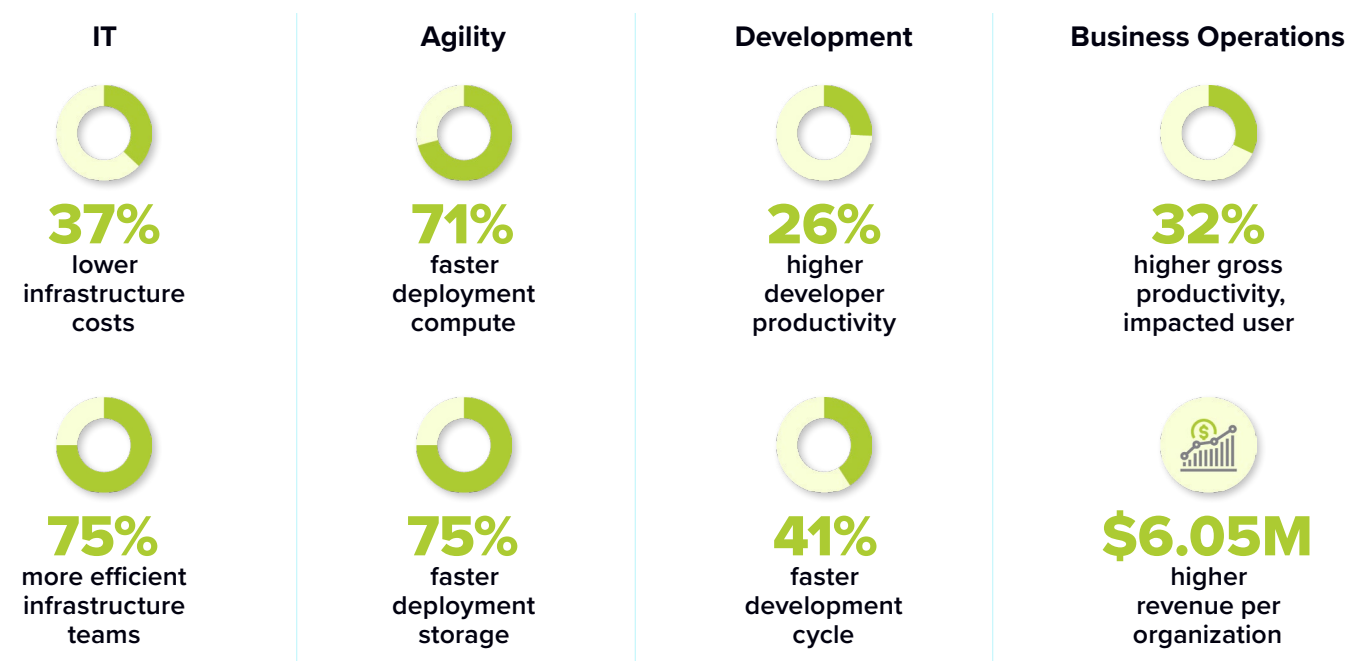 IT
37%
lower
infrastructure
costs
75%
more efficient
infrastructure
teams
Agility
71%
faster
deployment
compute
75%
faster
deployment
storage
Development
26%
higher
developer
productivity
41%
faster
development
cycle
Business Operations
32%
higher gross
productivity,
impacted user
$
$6.05M
higher
revenue per
organization